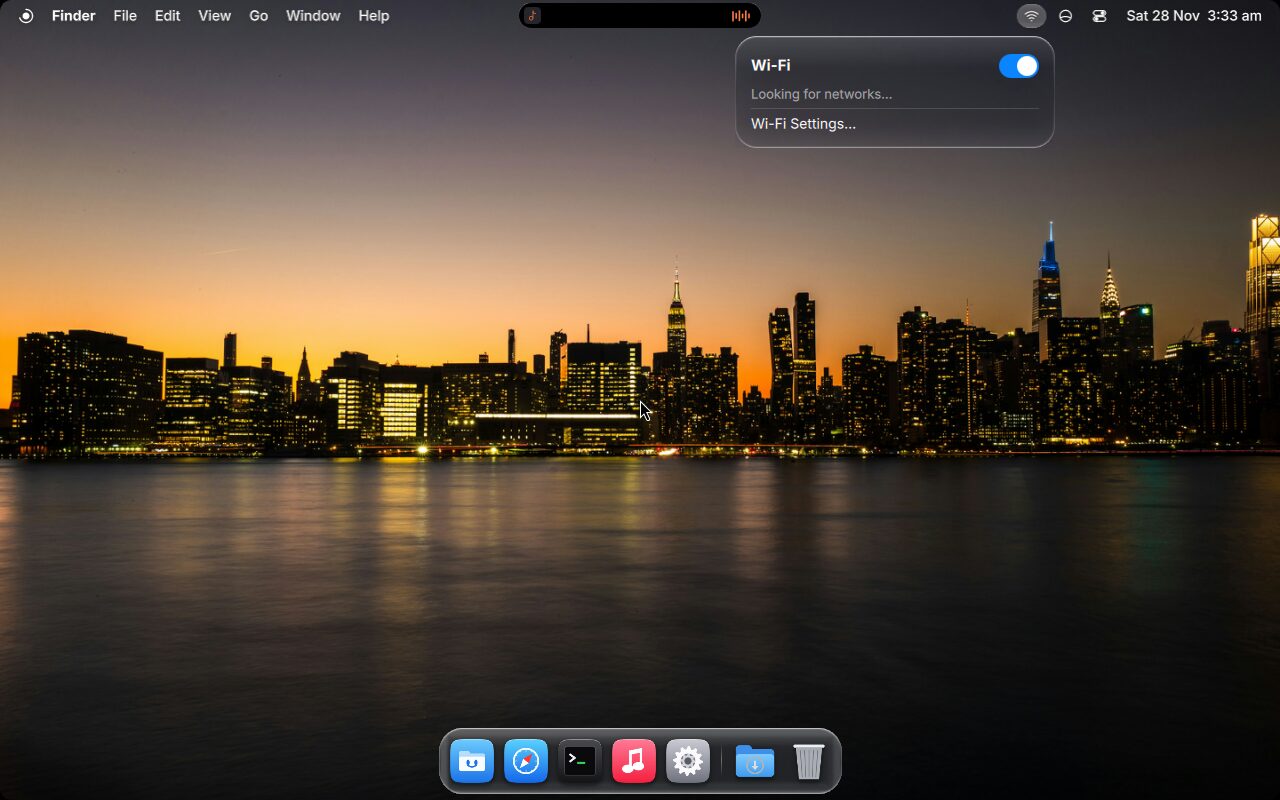 Finder File Edit View Go Window Help Sat 28 Nov 3:33 am
Wi-Fi
Looking for networks...
Wi-Fi Settings...